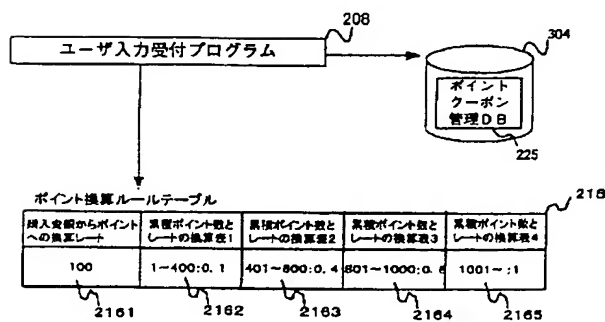 208
ユーザ入力受付プログラム
304
ポイント
クーポン
管理DB
225
ポイント換算ルールテーブル
216
購入金額からポイント
への換算レート
累積ポイント数と
レートの換算表1
累積ポイント数と
レートの換算表2
累積ポイント数と
レートの換算表3
累積ポイント数と
レートの換算表4
100
1~400:0.1
401~800:0.4
801~1000:0.8
1001~:1
2161
2162
2163
2164
2165